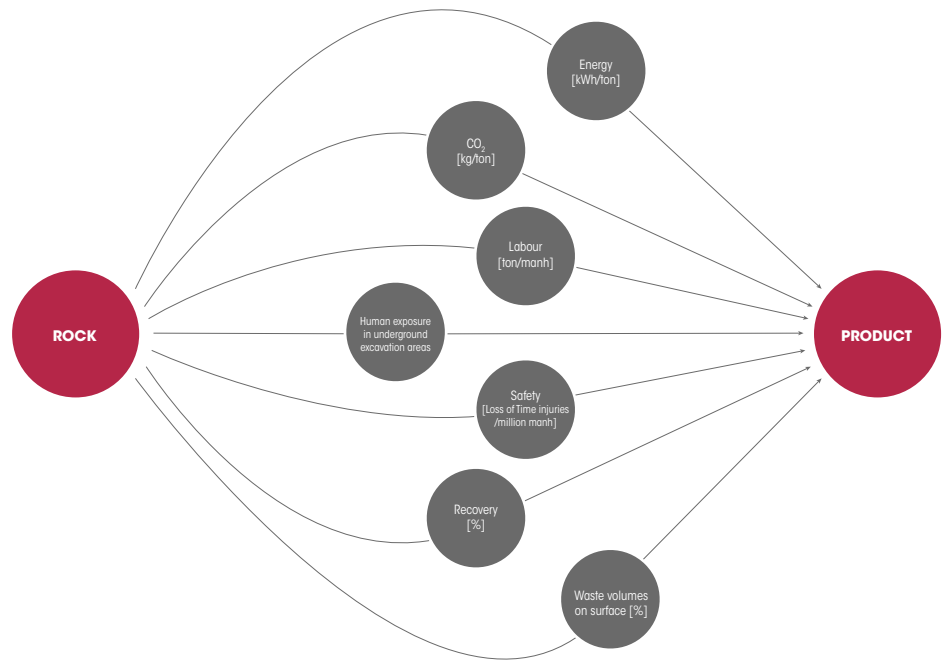 Energy
[kWh/ton]
CO₂
[kg/ton]
Labour
[ton/manh]
Human exposure
in underground
excavation areas
ROCK
PRODUCT
Safety
[Loss of Time injuries
/million manh]
Recovery
[%]
Waste volumes
on surface [%]